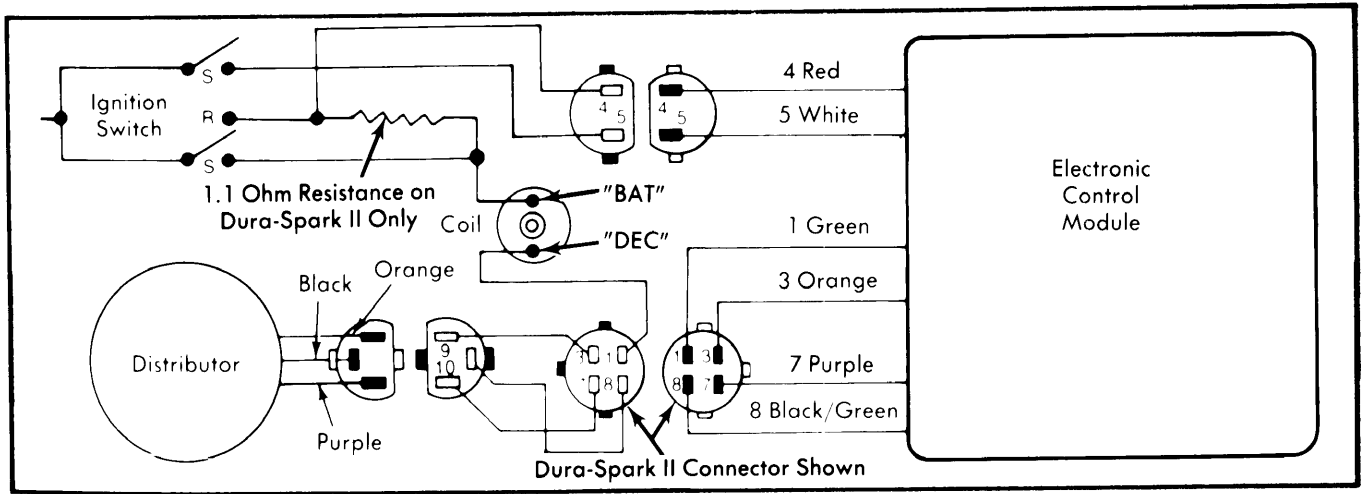 4 Red
S
4
5
4
5
5 White
Ignition
Switch
R
S
1.1 Ohm Resistance on
Dura-Spark II Only
Coil
"BAT"
"DEC"
Electronic
Control
Module
1 Green
3 Orange
Orange
Black
Distributor
9
10
3
1
1
8
1
3
8
7
7 Purple
8 Black/Green
Purple
Dura-Spark II Connector Shown